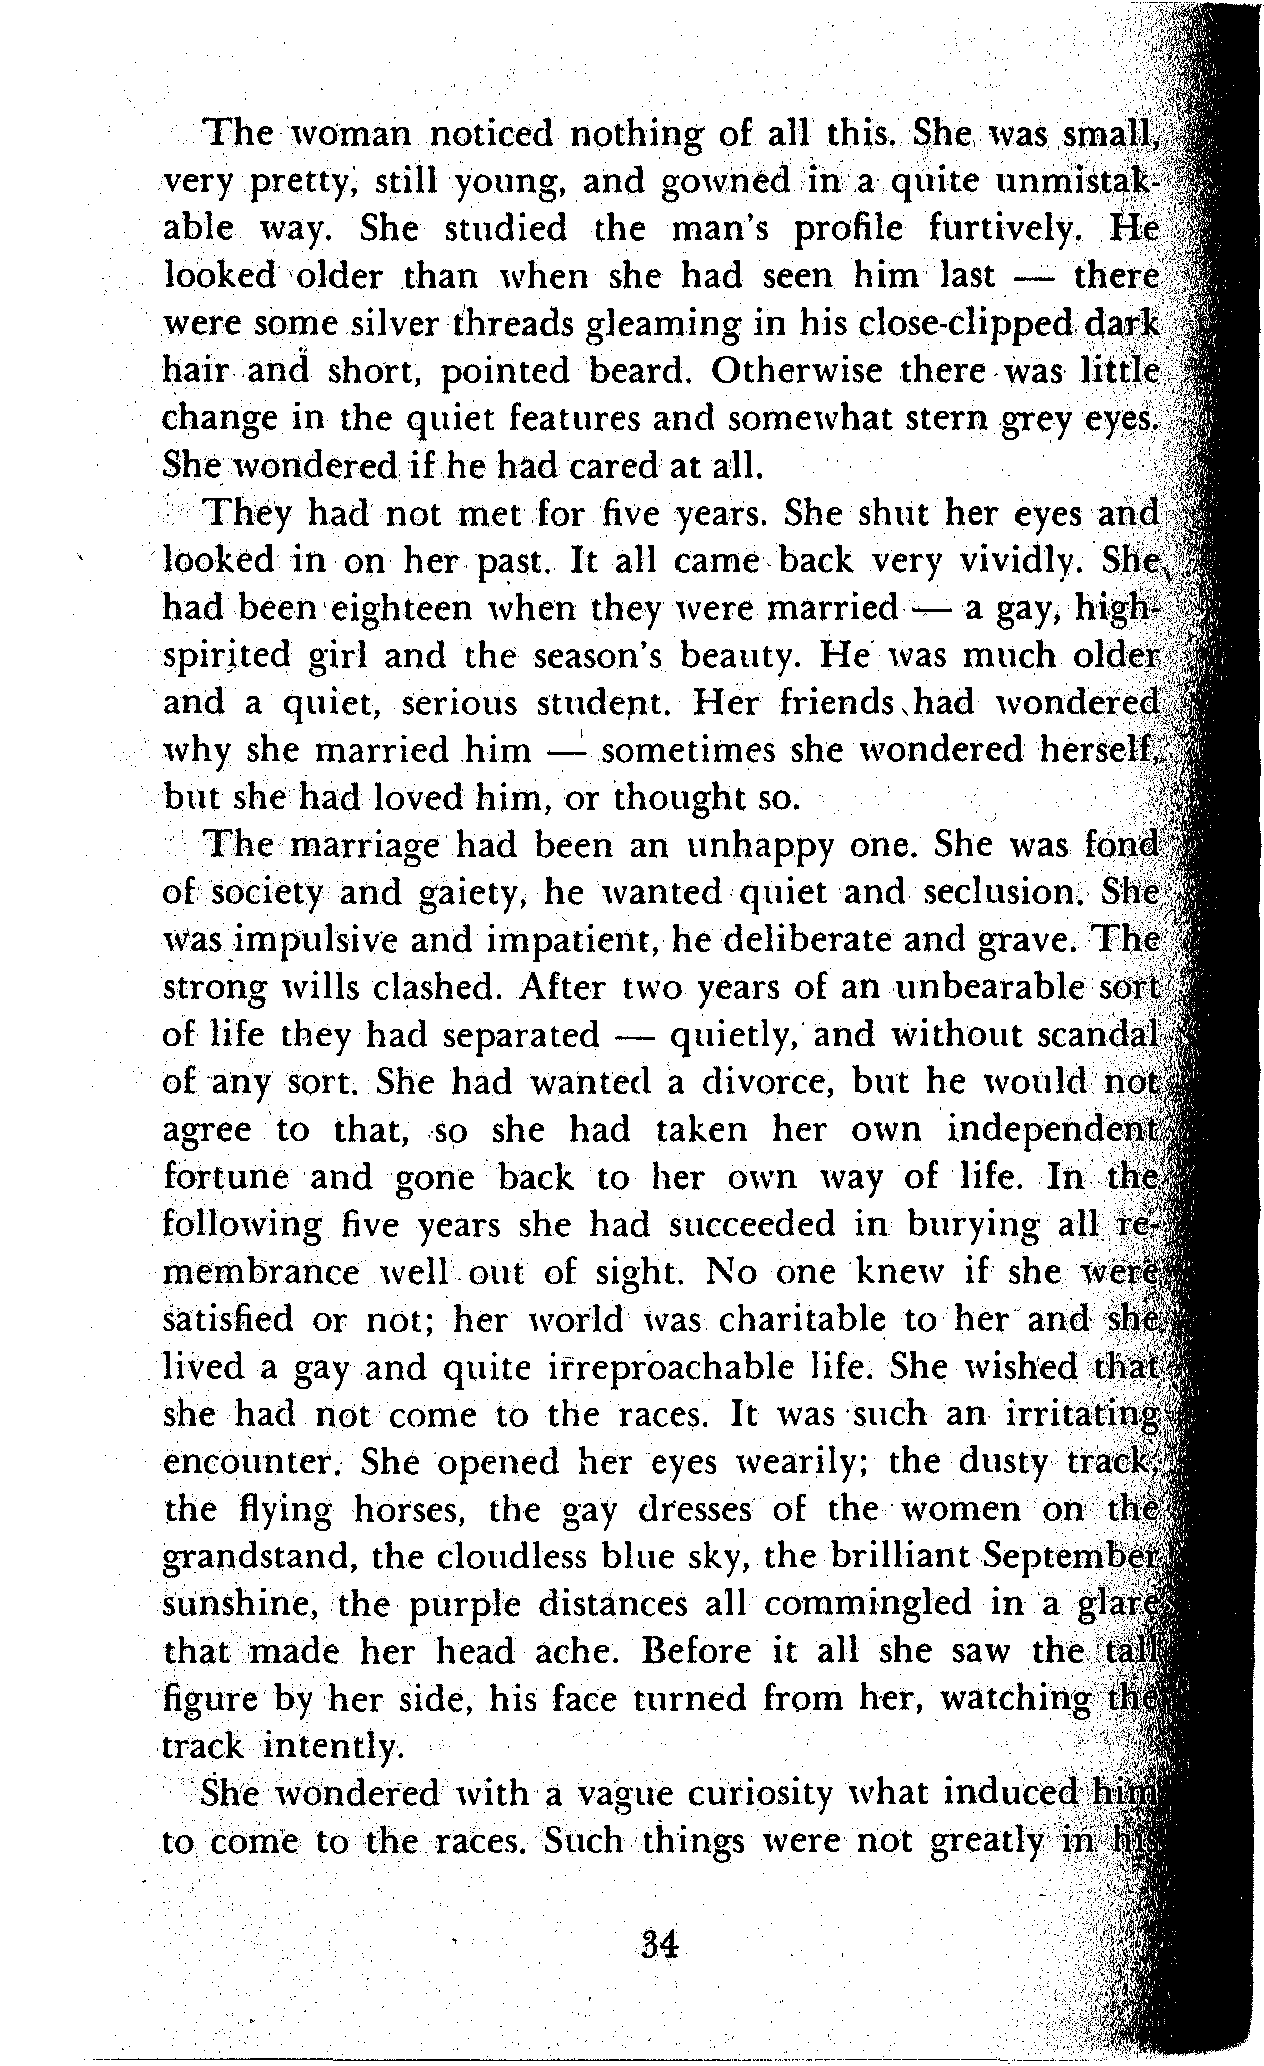 The woman noticed nothing of all this. She was small,
very pretty, still young, and gowned in a quite unmistak-
able way. She studied the man's profile furtively. He
looked older than when she had seen him last — there
were some silver threads gleaming in his close-clipped dark
hair and short, pointed beard. Otherwise there was little
change in the quiet features and somewhat stern grey eyes.
She wondered if he had cared at all.
They had not met for five years. She shut her eyes and
looked in on her past. It all came back very vividly. She
had been eighteen when they were married — a gay, high-
spirited girl and the season's beauty. He was much older
and a quiet, serious student. Her friends had wondered
why she married him — sometimes she wondered herself,
but she had loved him, or thought so.
The marriage had been an unhappy one. She was fond
of society and gaiety, he wanted quiet and seclusion. She
was impulsive and impatient, he deliberate and grave. The
strong wills clashed. After two years of an unbearable sort
of life they had separated — quietly, and without scandal
of any sort. She had wanted a divorce, but he would not
agree to that, so she had taken her own independent
fortune and gone back to her own way of life. In the
following five years she had succeeded in burying all re-
membrance well out of sight. No one knew if she were
satisfied or not; her world was charitable to her and she
lived a gay and quite irreproachable life. She wished that
she had not come to the races. It was such an irritating
encounter. She opened her eyes wearily; the dusty track,
the flying horses, the gay dresses of the women on the
grandstand, the cloudless blue sky, the brilliant September
sunshine, the purple distances all commingled in a glare
that made her head ache. Before it all she saw the tall
figure by her side, his face turned from her, watching the
track intently.
She wondered with a vague curiosity what induced him
to come to the races. Such things were not greatly in his
34